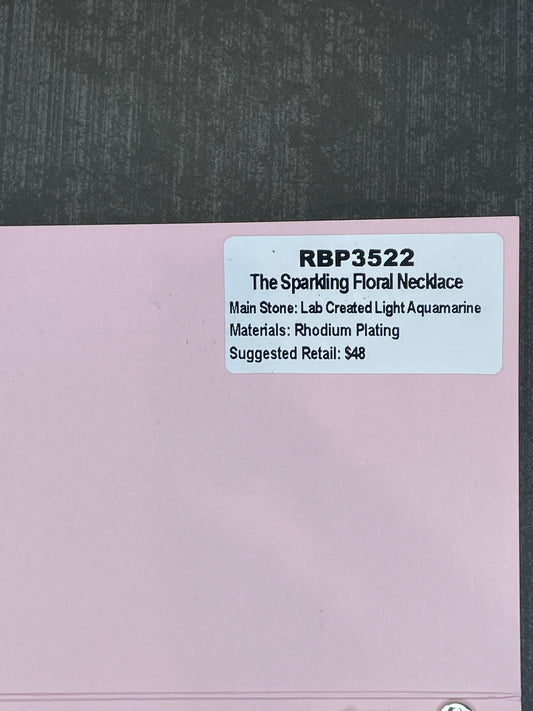 RBP3522
The Sparkling Floral Necklace
Main Stone: Lab Created Light Aquamarine
Materials: Rhodium Plating
Suggested Retail: $48